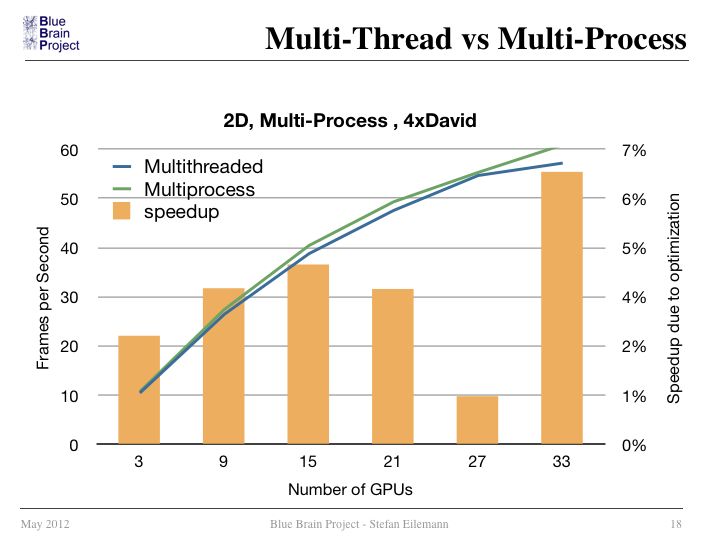 Blue
Brain
Project
Multi-Thread vs Multi-Process
2D, Multi-Process , 4xDavid
Multithreaded
Multiprocess
speedup
Frames per Second
60
50
40
30
20
10
0
7%
6%
5%
4%
2%
1%
0%
Speedup due to optimization
3 9 15 21 27 33
Number of GPUs
May 2012 Blue Brain Project - Stefan Eilemann 18